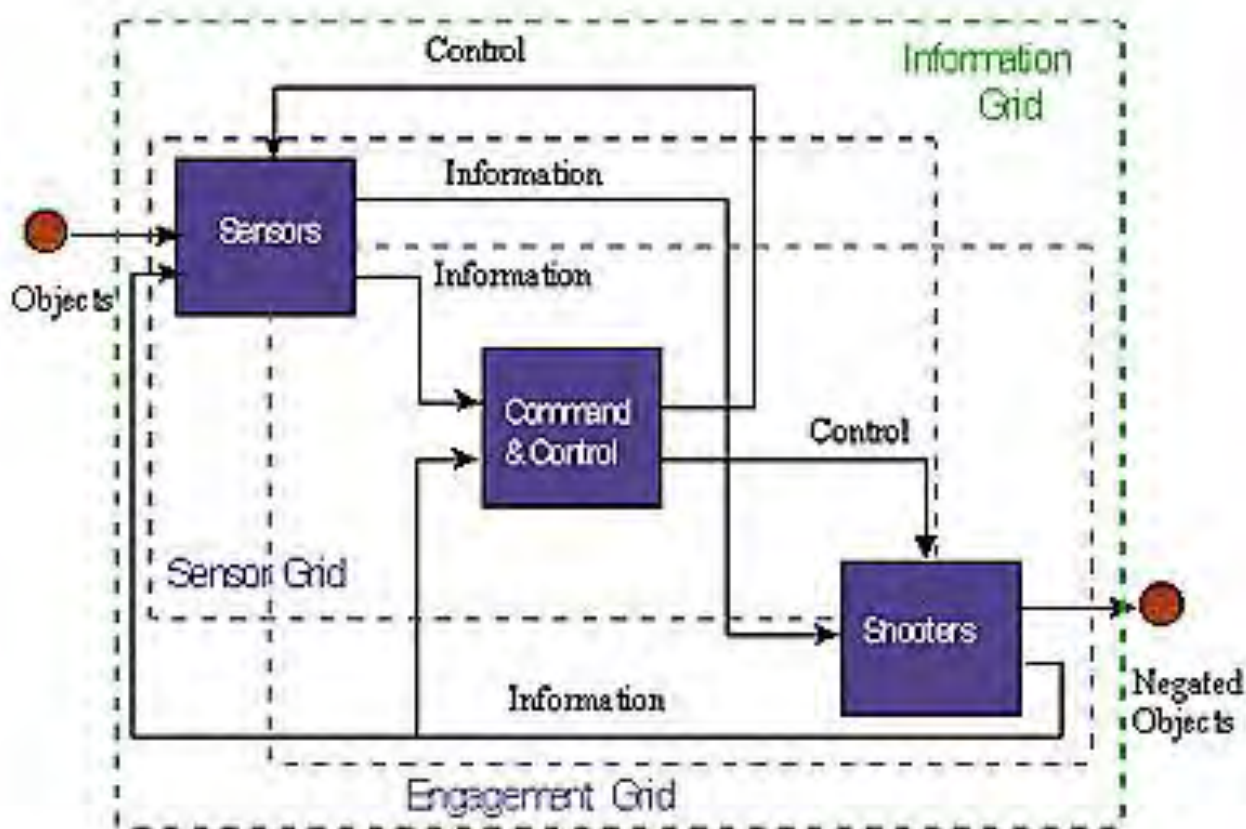 Control
Information
Grid
Information
Sensors
Information
Objects
Command
& Control
Control
Sensor Grid
Shooters
Information
Negated
Objects
Engagement Grid